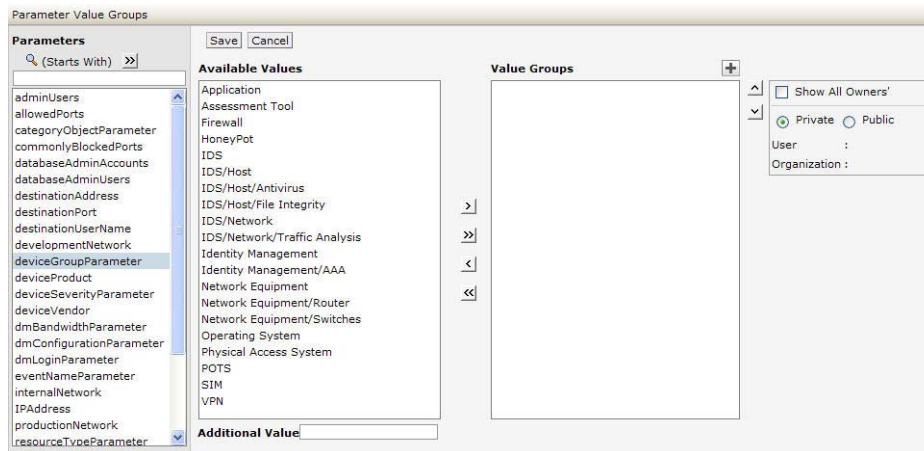 Parameter Value Groups
Parameters
(Starts With) >>
adminUsers
allowedPorts
categoryObjectParameter
commonlyBlockedPorts
databaseAdminAccounts
databaseAdminUsers
destinationAddress
destinationPort
destinationUserName
developmentNetwork
deviceGroupParameter
deviceProduct
deviceSeverityParameter
deviceVendor
dmBandwidthParameter
dmConfigurationParameter
dmLoginParameter
eventNameParameter
internalNetwork
IPAddress
productionNetwork
resourceTypeParameter
Save Cancel
Available Values
Application
Assessment Tool
Firewall
HoneyPot
IDS
IDS/Host
IDS/Host/Antivirus
IDS/Host/File Integrity
IDS/Network
IDS/Network/Traffic Analysis
Identity Management
Identity Management/AAA
Network Equipment
Network Equipment/Router
Network Equipment/Switches
Operating System
Physical Access System
POTS
SIM
VPN
Additional Value
>
>>
<
<<
Value Groups +
Show All Owners'
Private Public
User :
Organization :